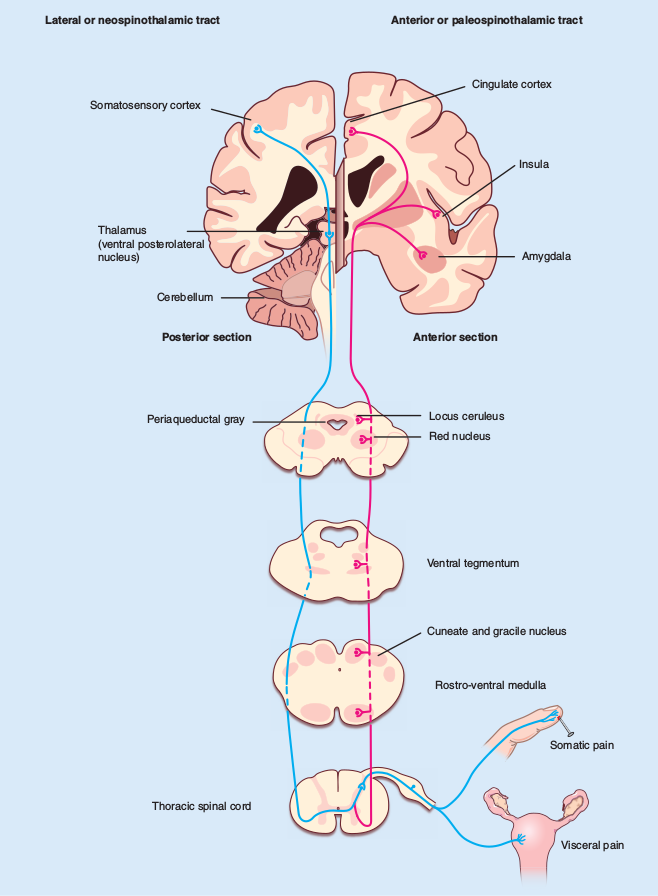 Lateral or neospinothalamic tract
Anterior or paleospinothalamic tract
Cingulate cortex
Somatosensory cortex
Insula
Thalamus
(ventral posterolateral
nucleus)
Amygdala
Cerebellum
Posterior section
Anterior section
Periaqueductal gray
Locus ceruleus
Red nucleus
Ventral tegmentum
Cuneate and gracile nucleus
Rostro-ventral medulla
Somatic pain
Thoracic spinal cord
Visceral pain